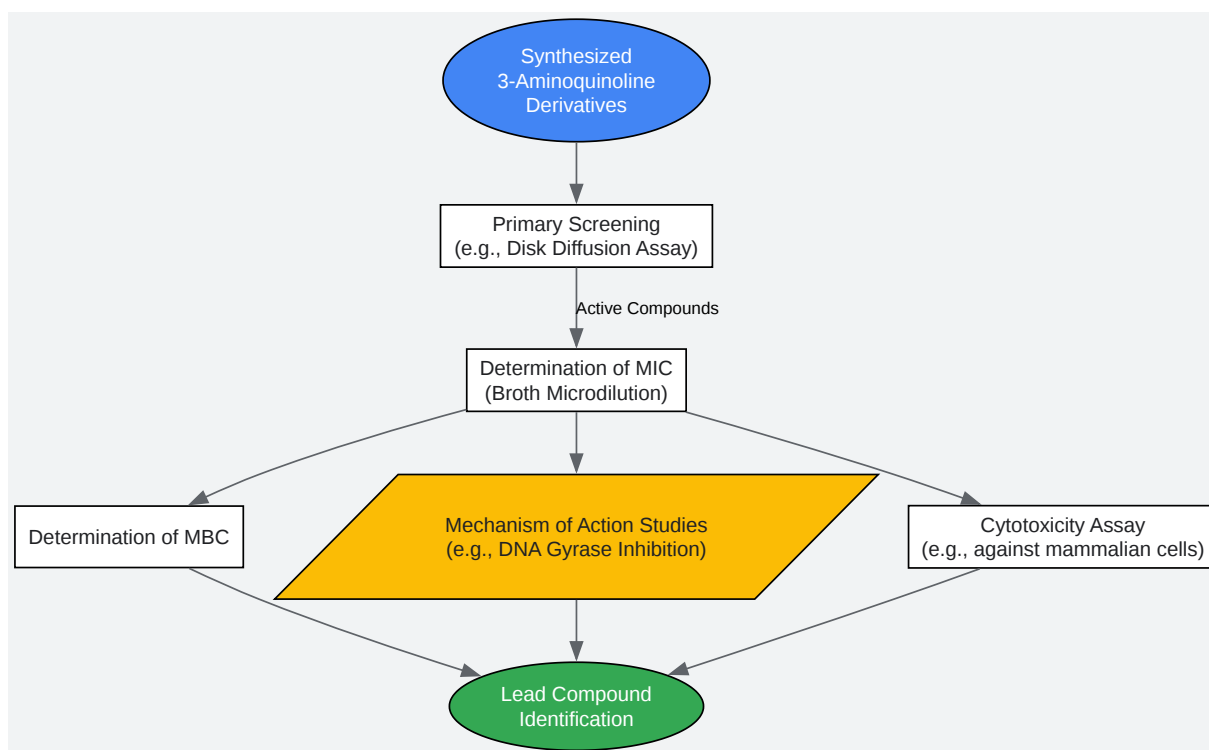 Synthesized
3-Aminoquinoline
Derivatives
Primary Screening
(e.g., Disk Diffusion Assay)
Active Compounds
Determination of MIC
(Broth Microdilution)
Determination of MBC
Mechanism of Action Studies
(e.g., DNA Gyrase Inhibition)
Cytotoxicity Assay
(e.g., against mammalian cells)
Lead Compound
Identification